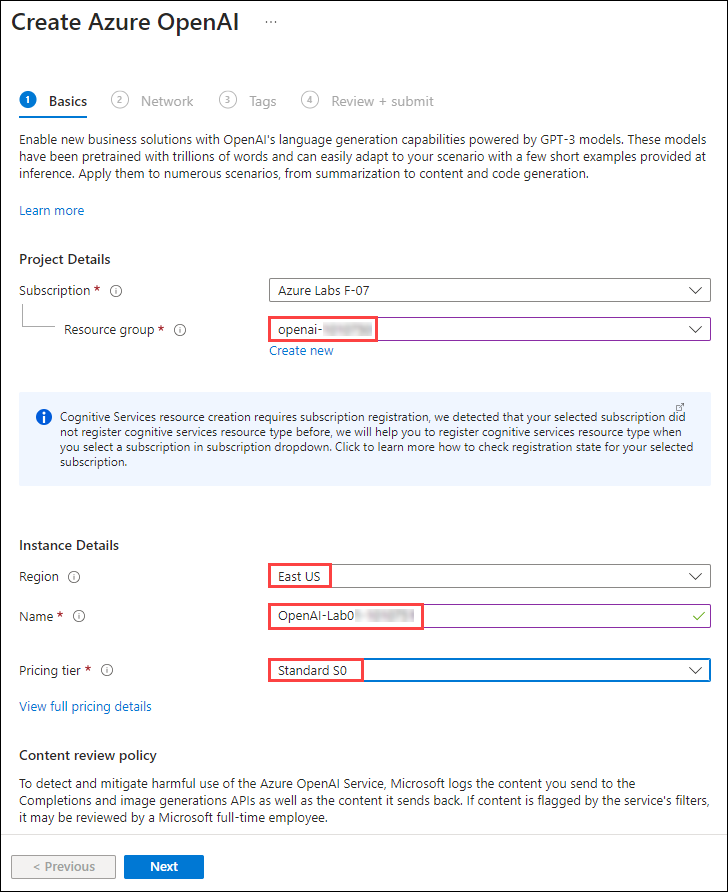 Create Azure OpenAI ...
1 Basics 2 Network 3 Tags 4 Review + submit
Enable new business solutions with OpenAI's language generation capabilities powered by GPT-3 models. These models
have been pretrained with trillions of words and can easily adapt to your scenario with a few short examples provided at
inference. Apply them to numerous scenarios, from summarization to content and code generation.
Learn more
Project Details
Subscription * Azure Labs F-07
Resource group * openai-
Create new
Cognitive Services resource creation requires subscription registration, we detected that your selected subscription did
not register cognitive services resource type before, we will help you to register cognitive services resource type when
you select a subscription in subscription dropdown. Click to learn more how to check registration state for your selected
subscription.
Instance Details
Region East US
Name * OpenAI-Lab0
Pricing tier * Standard S0
View full pricing details
Content review policy
To detect and mitigate harmful use of the Azure OpenAI Service, Microsoft logs the content you send to the
Completions and image generations APIs as well as the content it sends back. If content is flagged by the service's filters,
it may be reviewed by a Microsoft full-time employee.
< Previous Next